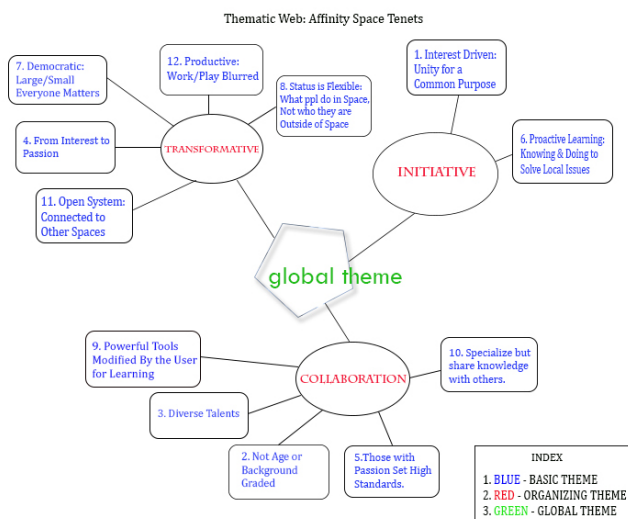 Thematic Web: Affinity Space Tenets
7. Democratic:
Large/Small
Everyone Matters
12. Productive:
Work/Play Blurred
8. Status is Flexible:
What ppl do in Space,
Not who they are
Outside of Space
4. From Interest to
Passion
TRANSFORMATIVE
11. Open System:
Connected to
Other Spaces
1. Interest Driven:
Unity for a
Common Purpose
6. Proactive Learning:
Knowing & Doing to
Solve Local Issues
INITIATIVE
global theme
9. Powerful Tools
Modified By the User
for Learning
COLLABORATION
10. Specialize but
share knowledge
with others.
3. Diverse Talents
2. Not Age or
Background
Graded
5.Those with
Passion Set High
Standards.
INDEX
1. BLUE - BASIC THEME
2. RED - ORGANIZING THEME
3. GREEN - GLOBAL THEME